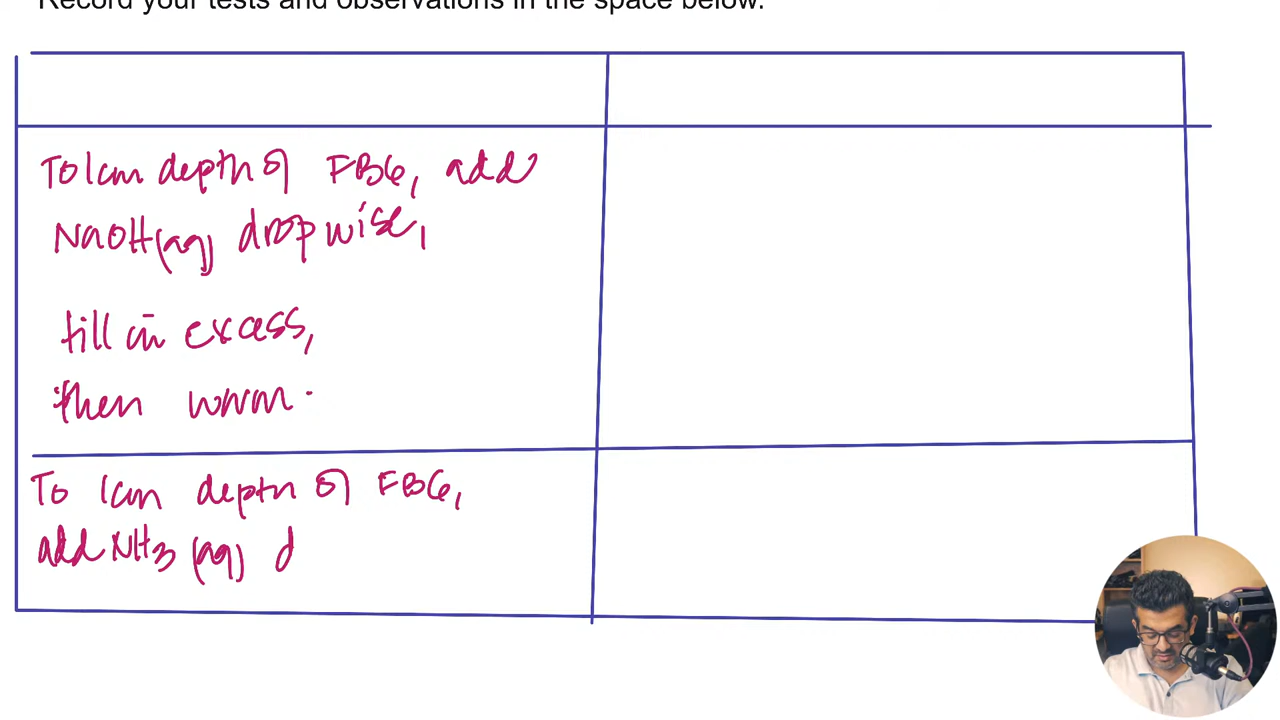 Record your tests and observations in the space below.
To 1cm depth of FB6, add
NaOH(aq) dropwise,
till in excess,
then warm.
To 1cm depth of FB6,
add NH3 (aq) d